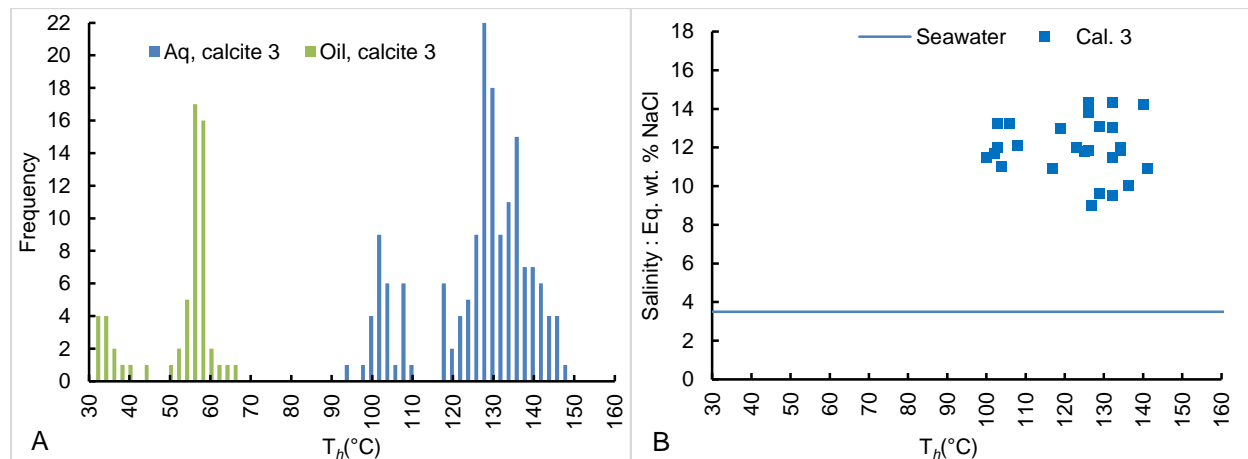 22
20
18
16
14
12
10
8
6
4
2
0
Frequency
Aq, calcite 3
Oil, calcite 3
30 40 50 60 70 80 90 100 110 120 130 140 150 160
A
Th(°C)
Seawater
Cal. 3
18
16
14
12
10
8
6
4
2
0
Salinity : Eq. wt. % NaCl
30 40 50 60 70 80 90 100 110 120 130 140 150 160
B
Th(°C)